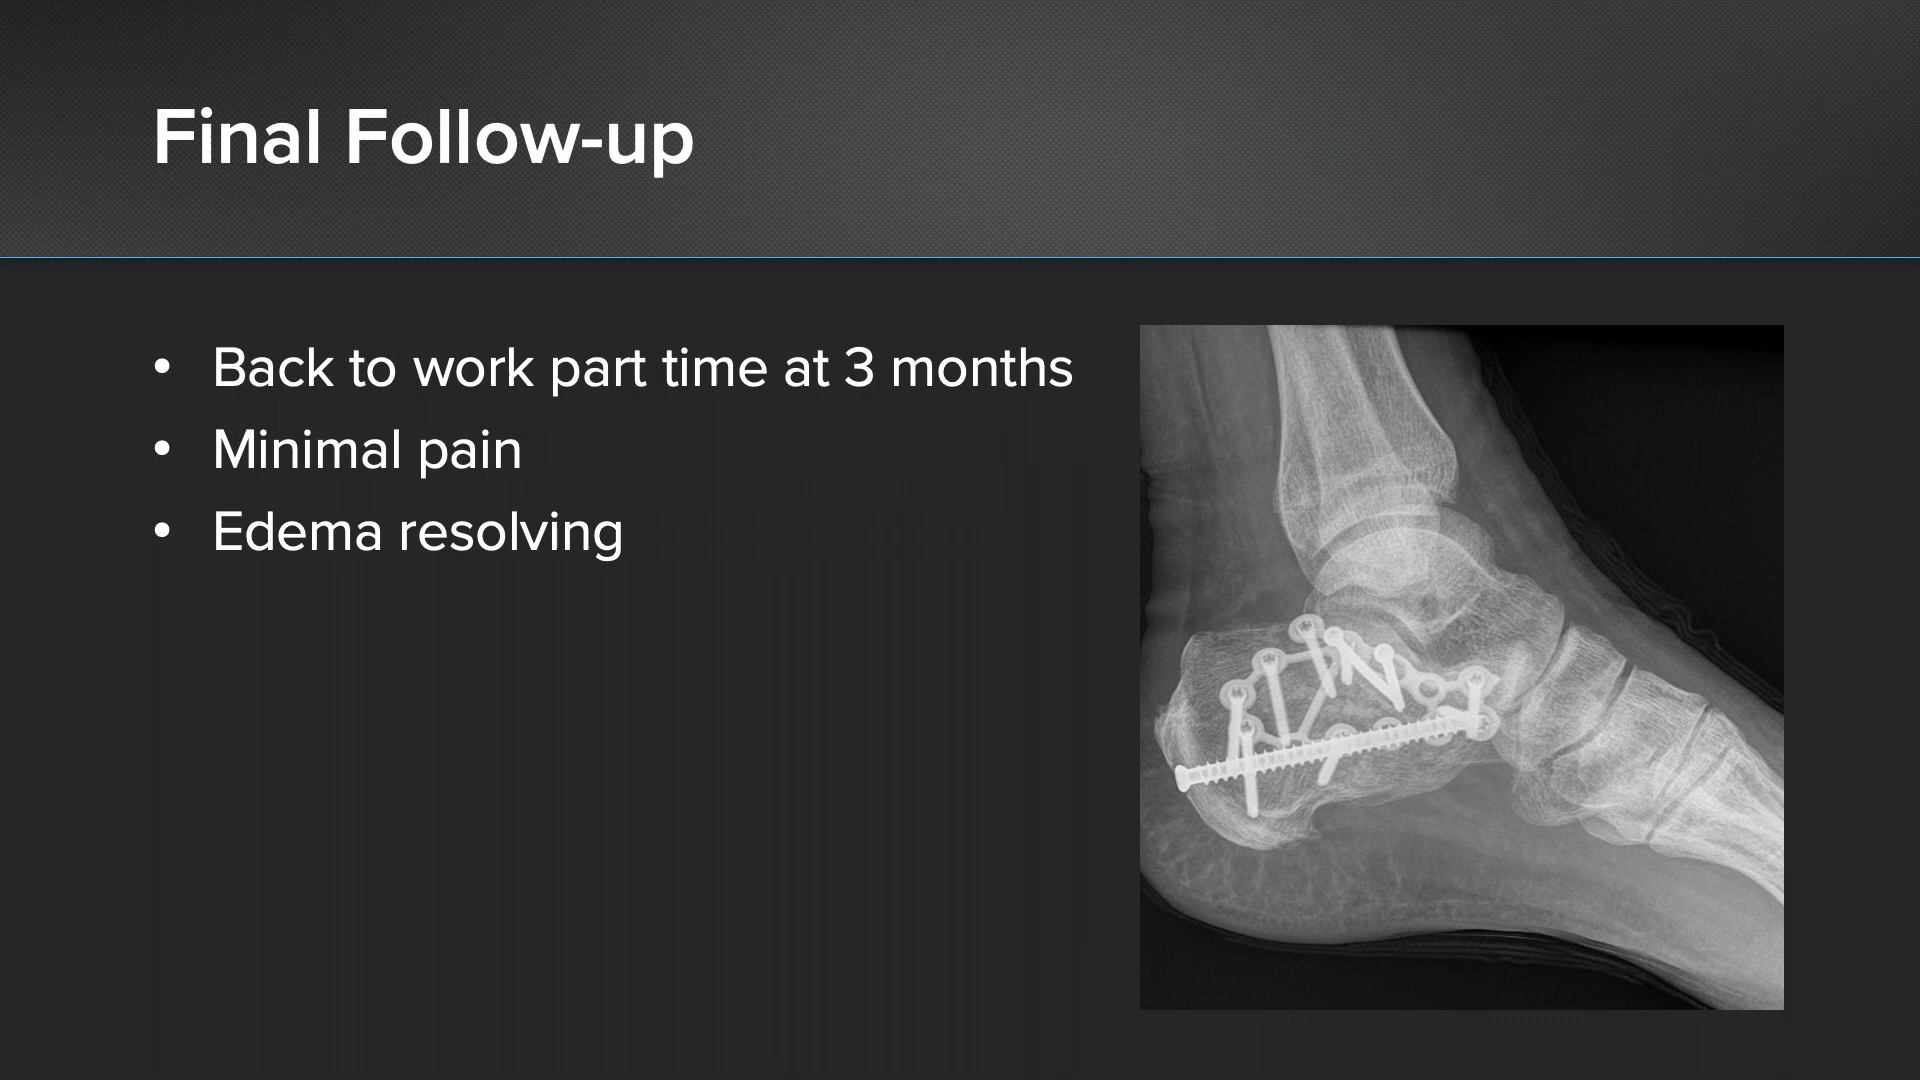 Final Follow-up
• Back to work part time at 3 months
• Minimal pain
• Edema resolving